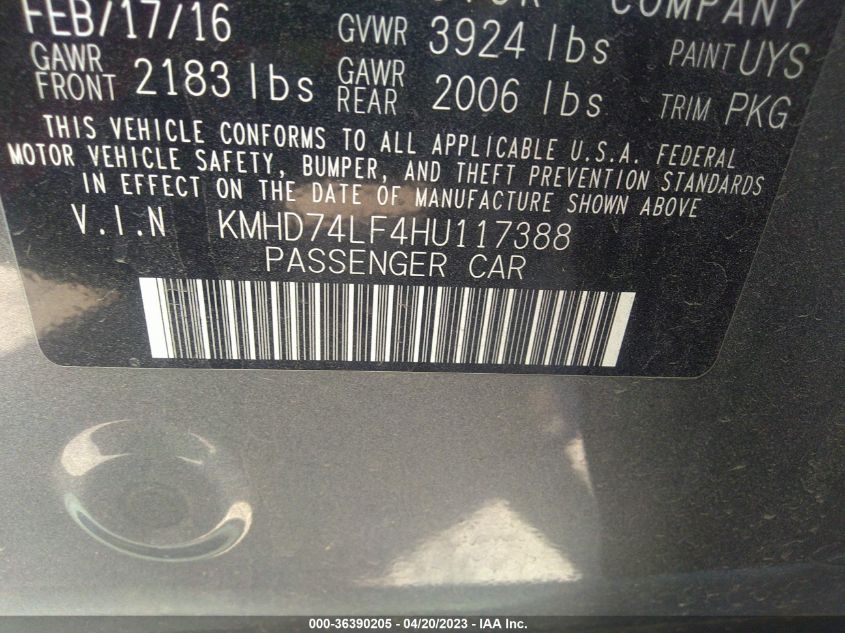 COMPANY
FEB/17/16 GVWR 3924 lbs PAINT UYS
GAWR FRONT 2183 lbs GAWR REAR 2006 lbs TRIM PKG
THIS VEHICLE CONFORMS TO ALL APPLICABLE U.S.A. FEDERAL
MOTOR VEHICLE SAFETY, BUMPER, AND THEFT PREVENTION STANDARDS
IN EFFECT ON THE DATE OF MANUFACTURE SHOWN ABOVE
V.I.N KMHD74LF4HU117388
PASSENGER CAR
000-36390205 - 04/20/2023 - IAAI Inc.